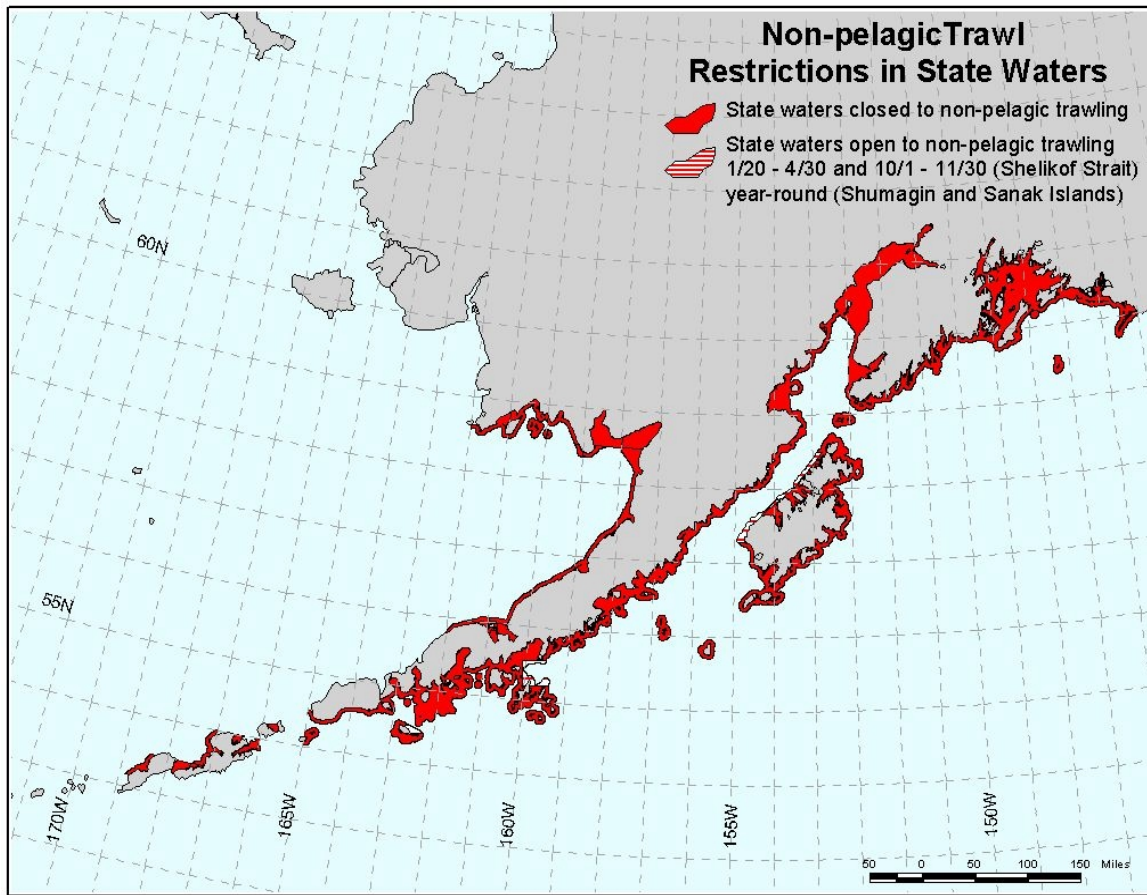 Non-pelagicTrawl
Restrictions in State Waters
State waters closed to non-pelagic trawling
State waters open to non-pelagic trawling
1/20 - 4/30 and 10/1 - 11/30 (Shelikof Strait)
year-round (Shumagin and Sanak Islands)
60N
55N
170W
165W
160W
155W
150W
50 0 50 100 150 Miles